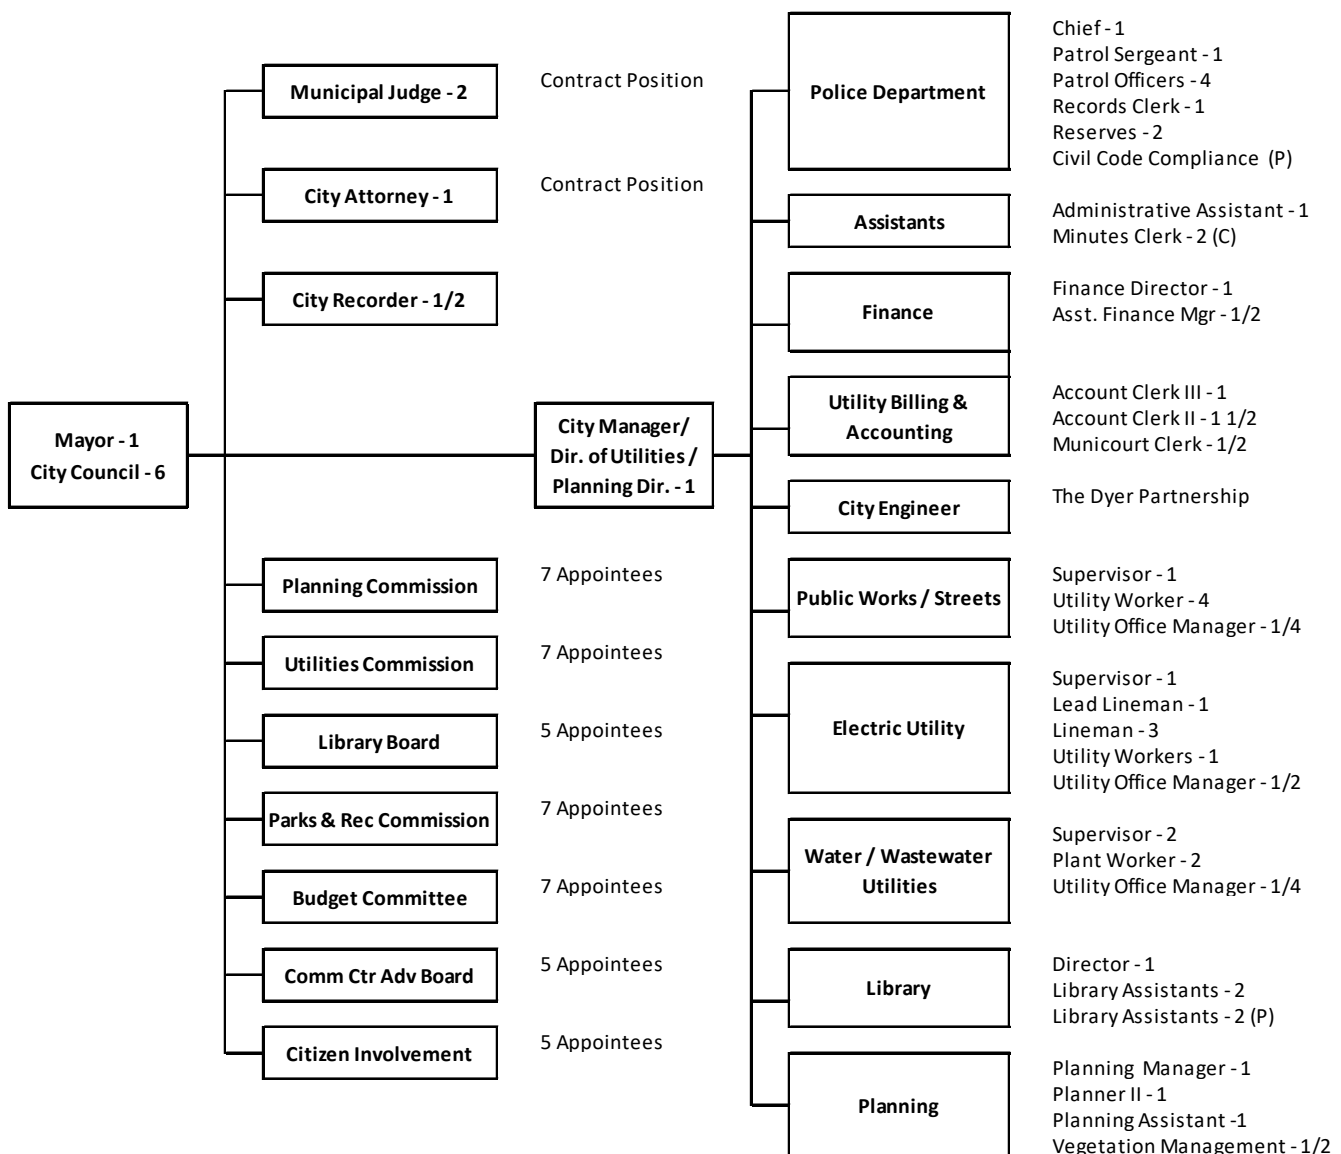 Mayor - 1
City Council - 6
Municipal Judge - 2
Contract Position
City Attorney - 1
Contract Position
City Recorder - 1/2
City Manager/
Dir. of Utilities /
Planning Dir. - 1
Planning Commission
7 Appointees
Utilities Commission
7 Appointees
Library Board
5 Appointees
Parks & Rec Commission
7 Appointees
Budget Committee
7 Appointees
Comm Ctr Adv Board
5 Appointees
Citizen Involvement
5 Appointees
Police Department
Chief - 1
Patrol Sergeant - 1
Patrol Officers - 4
Records Clerk - 1
Reserves - 2
Civil Code Compliance (P)
Assistants
Administrative Assistant - 1
Minutes Clerk - 2 (C)
Finance
Finance Director - 1
Asst. Finance Mgr - 1/2
Utility Billing &
Accounting
Account Clerk III - 1
Account Clerk II - 1 1/2
Municourt Clerk - 1/2
City Engineer
The Dyer Partnership
Public Works / Streets
Supervisor - 1
Utility Worker - 4
Utility Office Manager - 1/4
Electric Utility
Supervisor - 1
Lead Lineman - 1
Lineman - 3
Utility Workers - 1
Utility Office Manager - 1/2
Water / Wastewater
Utilities
Supervisor - 2
Plant Worker - 2
Utility Office Manager - 1/4
Library
Director - 1
Library Assistants - 2
Library Assistants - 2 (P)
Planning
Planning Manager - 1
Planner II - 1
Planning Assistant -1
Vegetation Management - 1/2